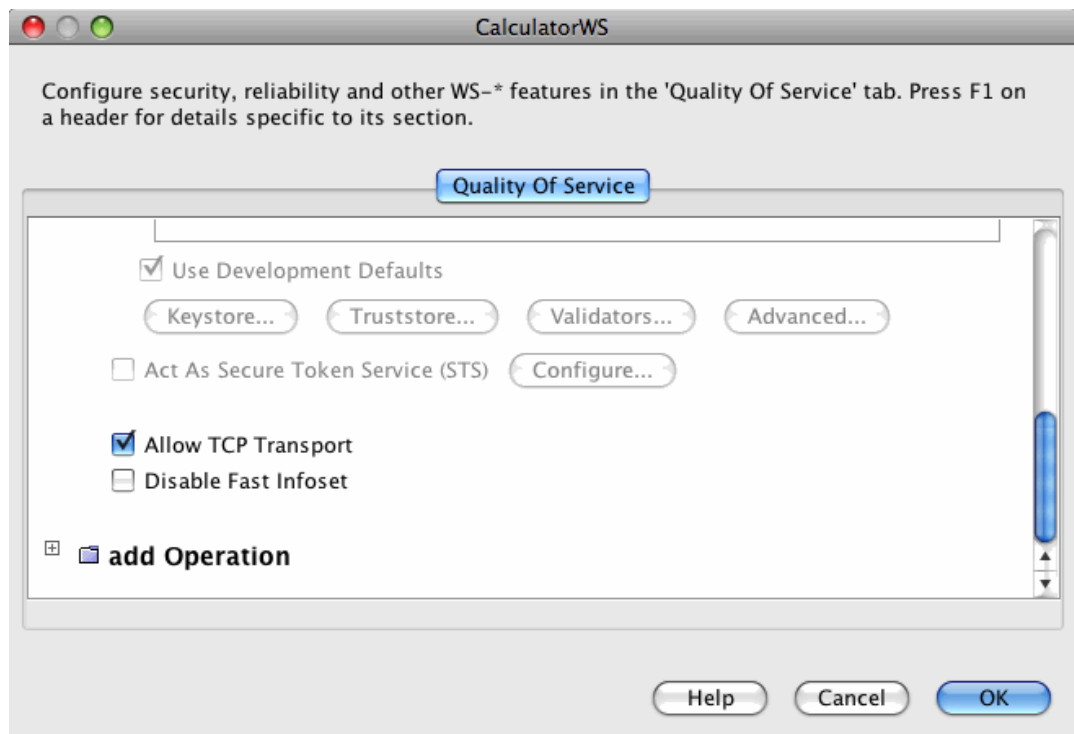 CalculatorWS
Configure security, reliability and other WS-* features in the 'Quality Of Service' tab. Press F1 on
a header for details specific to its section.
Quality Of Service
Use Development Defaults
Keystore... Truststore... Validators... Advanced...
Act As Secure Token Service (STS) Configure...
Allow TCP Transport
Disable Fast Infoset
add Operation
Help Cancel OK